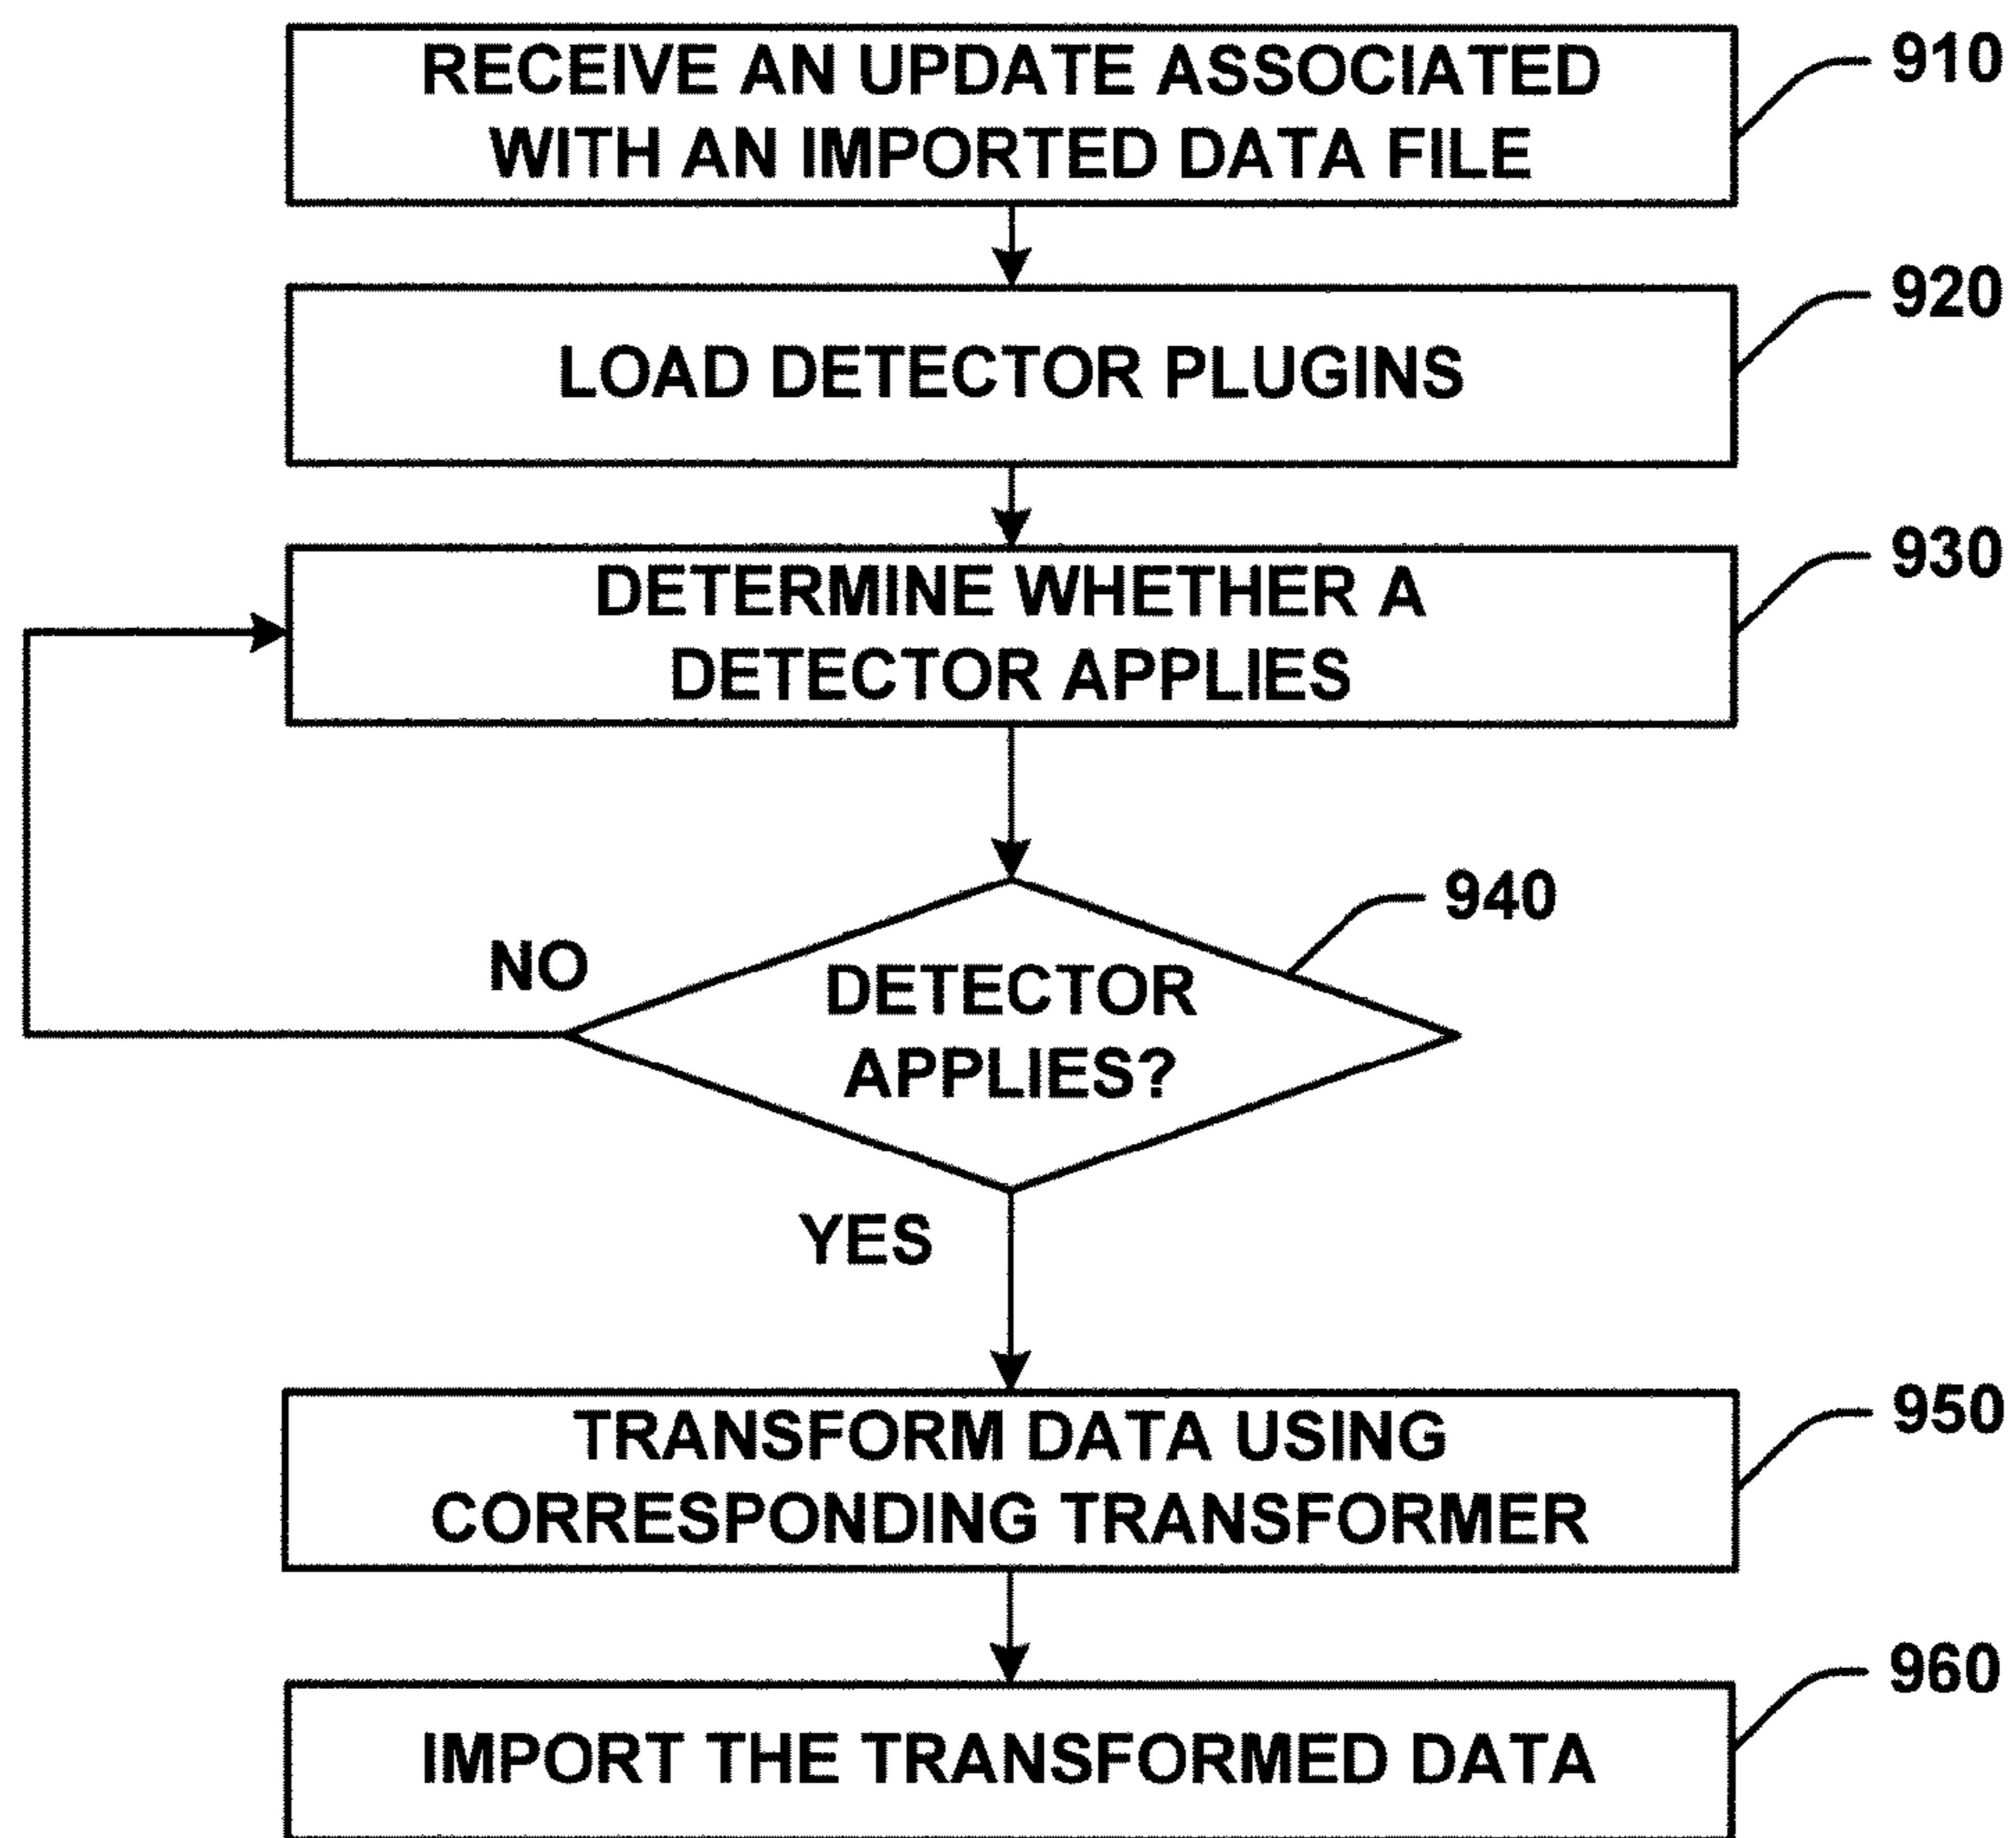 RECEIVE AN UPDATE ASSOCIATED
WITH AN IMPORTED DATA FILE
910
LOAD DETECTOR PLUGINS
920
DETERMINE WHETHER A
DETECTOR APPLIES
930
940
NO
DETECTOR
APPLIES?
YES
TRANSFORM DATA USING
CORRESPONDING TRANSFORMER
950
IMPORT THE TRANSFORMED DATA
960